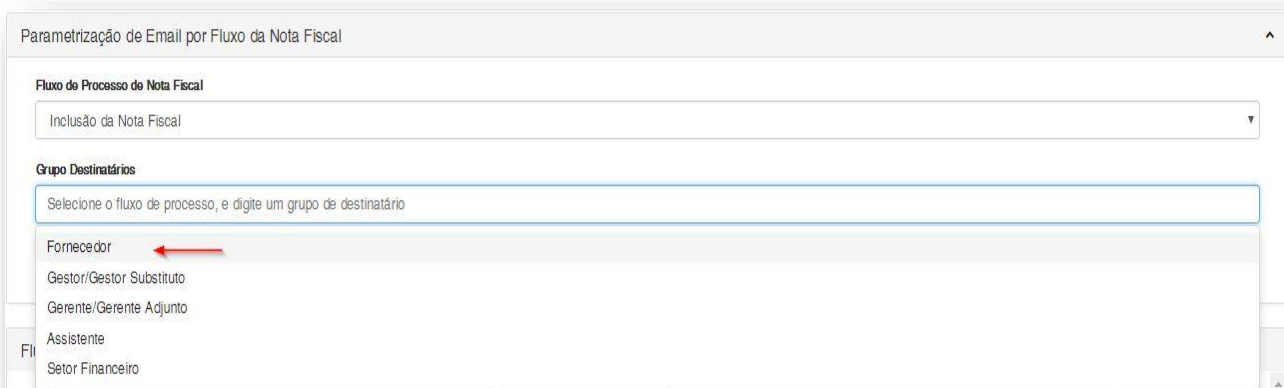 Parametrização de Email por Fluxo da Nota Fiscal
Fluxo de Processo de Nota Fiscal
Inclusão da Nota Fiscal
Grupo Destinatários
Selecione o fluxo de processo, e digite um grupo de destinatário
Fornecedor
Gestor/Gestor Substituto
Gerente/Gerente Adjunto
Assistente
Setor Financeiro